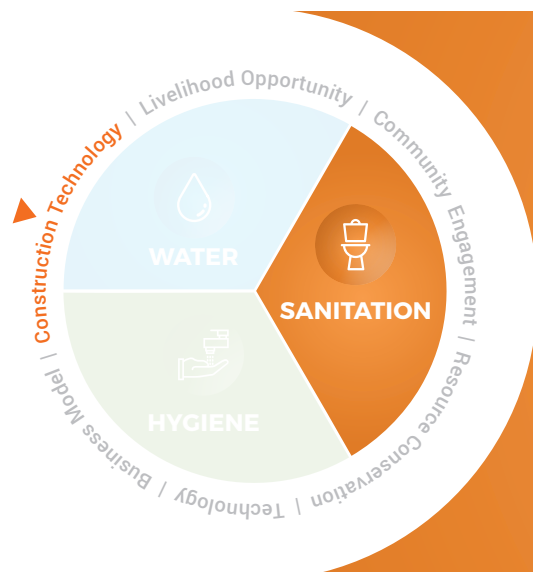 Construction Technology | Livelihood Opportunity | Community Engagement | Resource Conservation | Technology | Business Model |
WATER
SANITATION
HYGIENE